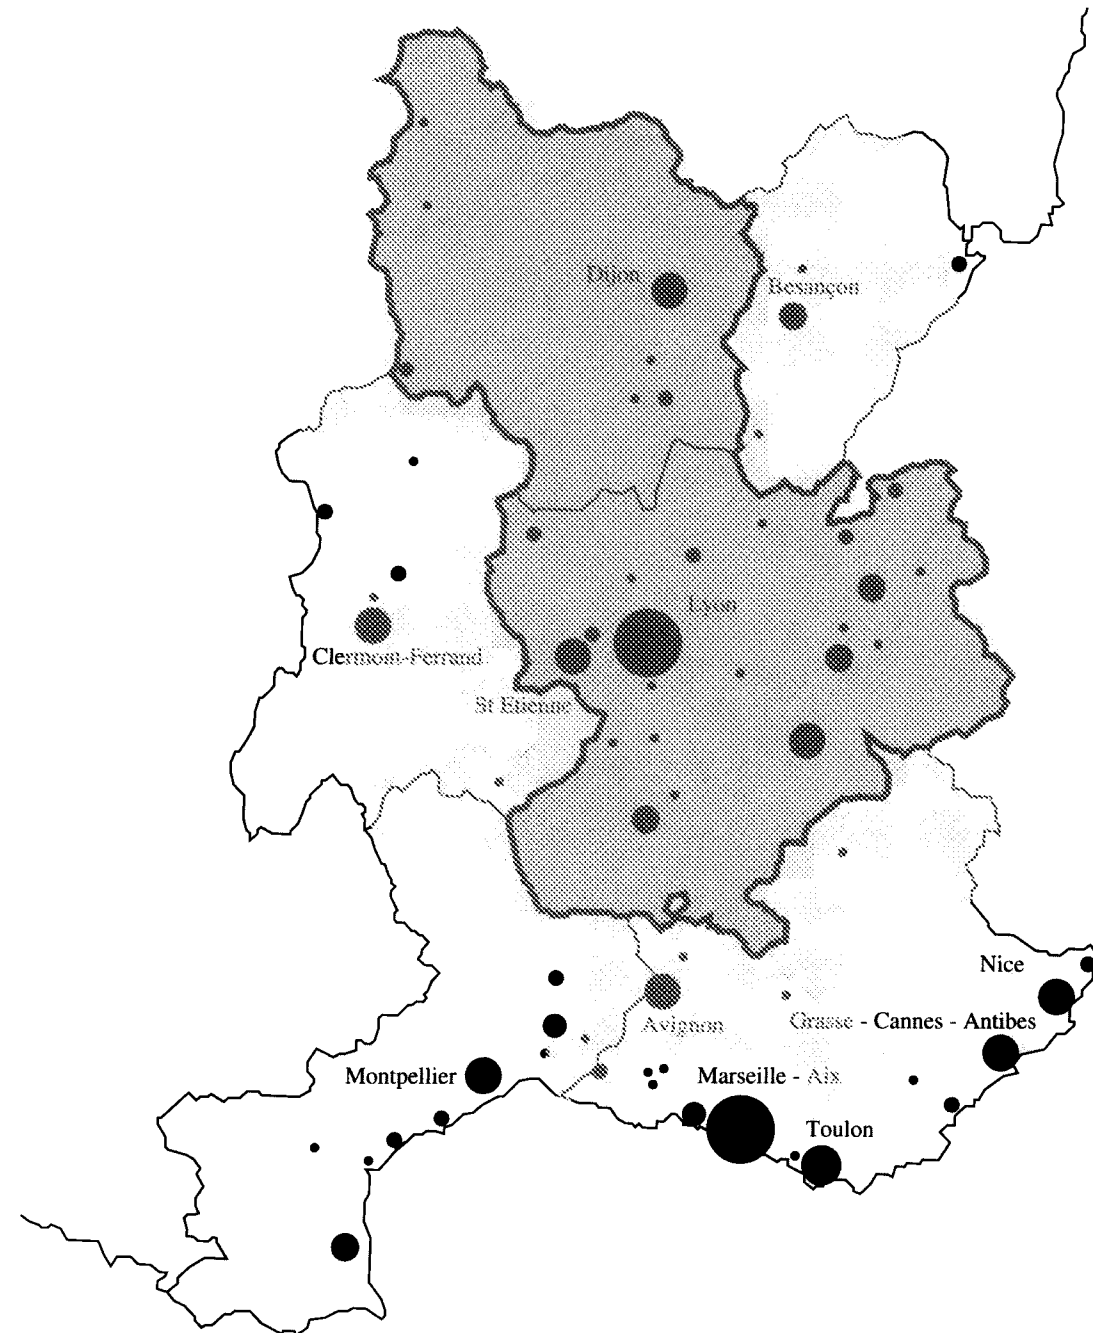 Dijon
Besançon
Lyon
Clermont-Ferrand
St Etienne
Nice
Avignon
Grasse - Cannes - Antibes
Montpellier
Marseille - Aix
Toulon